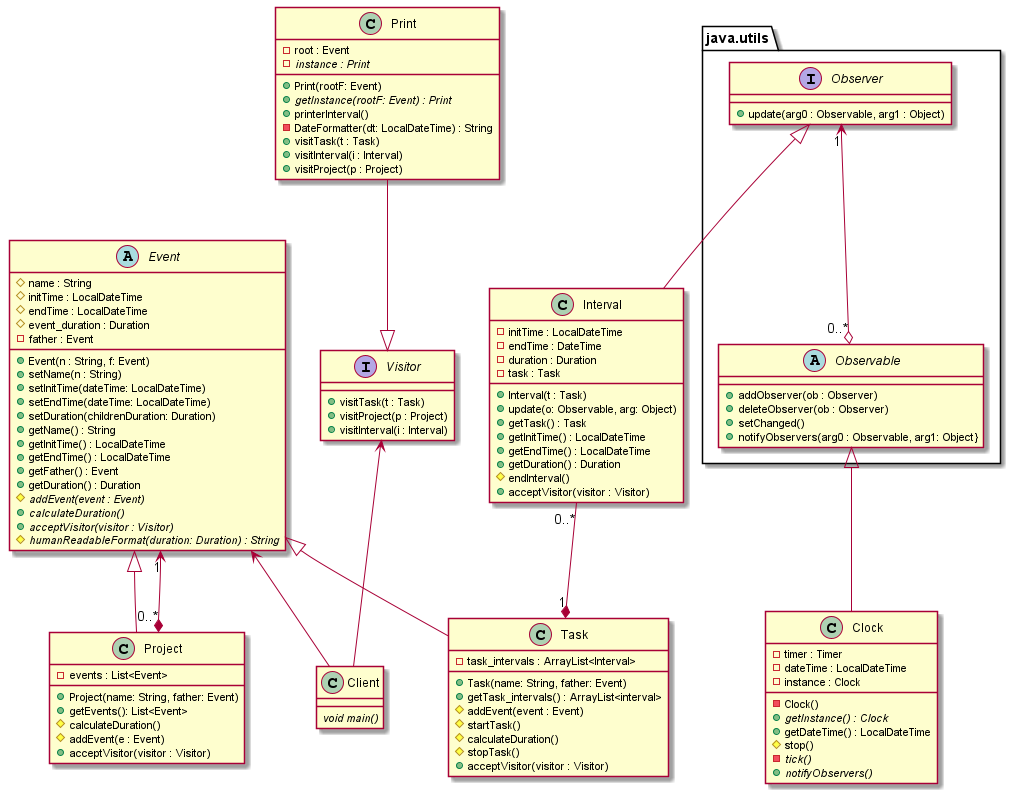 C Print
root : Event
instance : Print
Print(rootF: Event)
getInstance(rootF: Event) : Print
printerInterval()
DateFormatter(dt: LocalDateTime) : String
visitTask(t : Task)
visitInterval(i : Interval)
visitProject(p : Project)
java.utils
I Observer
update(arg0 : Observable, arg1 : Object)
1
0..*
A Observable
addObserver(ob : Observer)
deleteObserver(ob : Observer)
setChanged()
notifyObservers(arg0 : Observable, arg1: Object}
A Event
name : String
initTime : LocalDateTime
endTime : LocalDateTime
event_duration : Duration
father : Event
Event(n : String, f: Event)
setName(n : String)
setInitTime(dateTime: LocalDateTime)
setEndTime(dateTime: LocalDateTime)
setDuration(childrenDuration: Duration)
getName() : String
getInitTime() : LocalDateTime
getEndTime() : LocalDateTime
getFather() : Event
getDuration() : Duration
addEvent(event : Event)
calculateDuration()
acceptVisitor(visitor : Visitor)
humanReadableFormat(duration: Duration) : String
I Visitor
visitTask(t : Task)
visitProject(p : Project)
visitInterval(i : Interval)
C Interval
initTime : LocalDateTime
endTime : DateTime
duration : Duration
task : Task
Interval(t : Task)
update(o: Observable, arg: Object)
getTask() : Task
getInitTime() : LocalDateTime
getEndTime() : LocalDateTime
getDuration() : Duration
endInterval()
acceptVisitor(visitor : Visitor)
0..*
1
1
0..*
C Project
events : List<Event>
Project(name: String, father: Event)
getEvents(): List<Event>
calculateDuration()
addEvent(e : Event)
acceptVisitor(visitor : Visitor)
C Client
void main()
C Task
task_intervals : ArrayList<Interval>
Task(name: String, father: Event)
getTask_intervals() : ArrayList<interval>
addEvent(event : Event)
startTask()
calculateDuration()
stopTask()
acceptVisitor(visitor : Visitor)
C Clock
timer : Timer
dateTime : LocalDateTime
instance : Clock
Clock()
getInstance() : Clock
getDateTime() : LocalDateTime
stop()
tick()
notifyObservers()